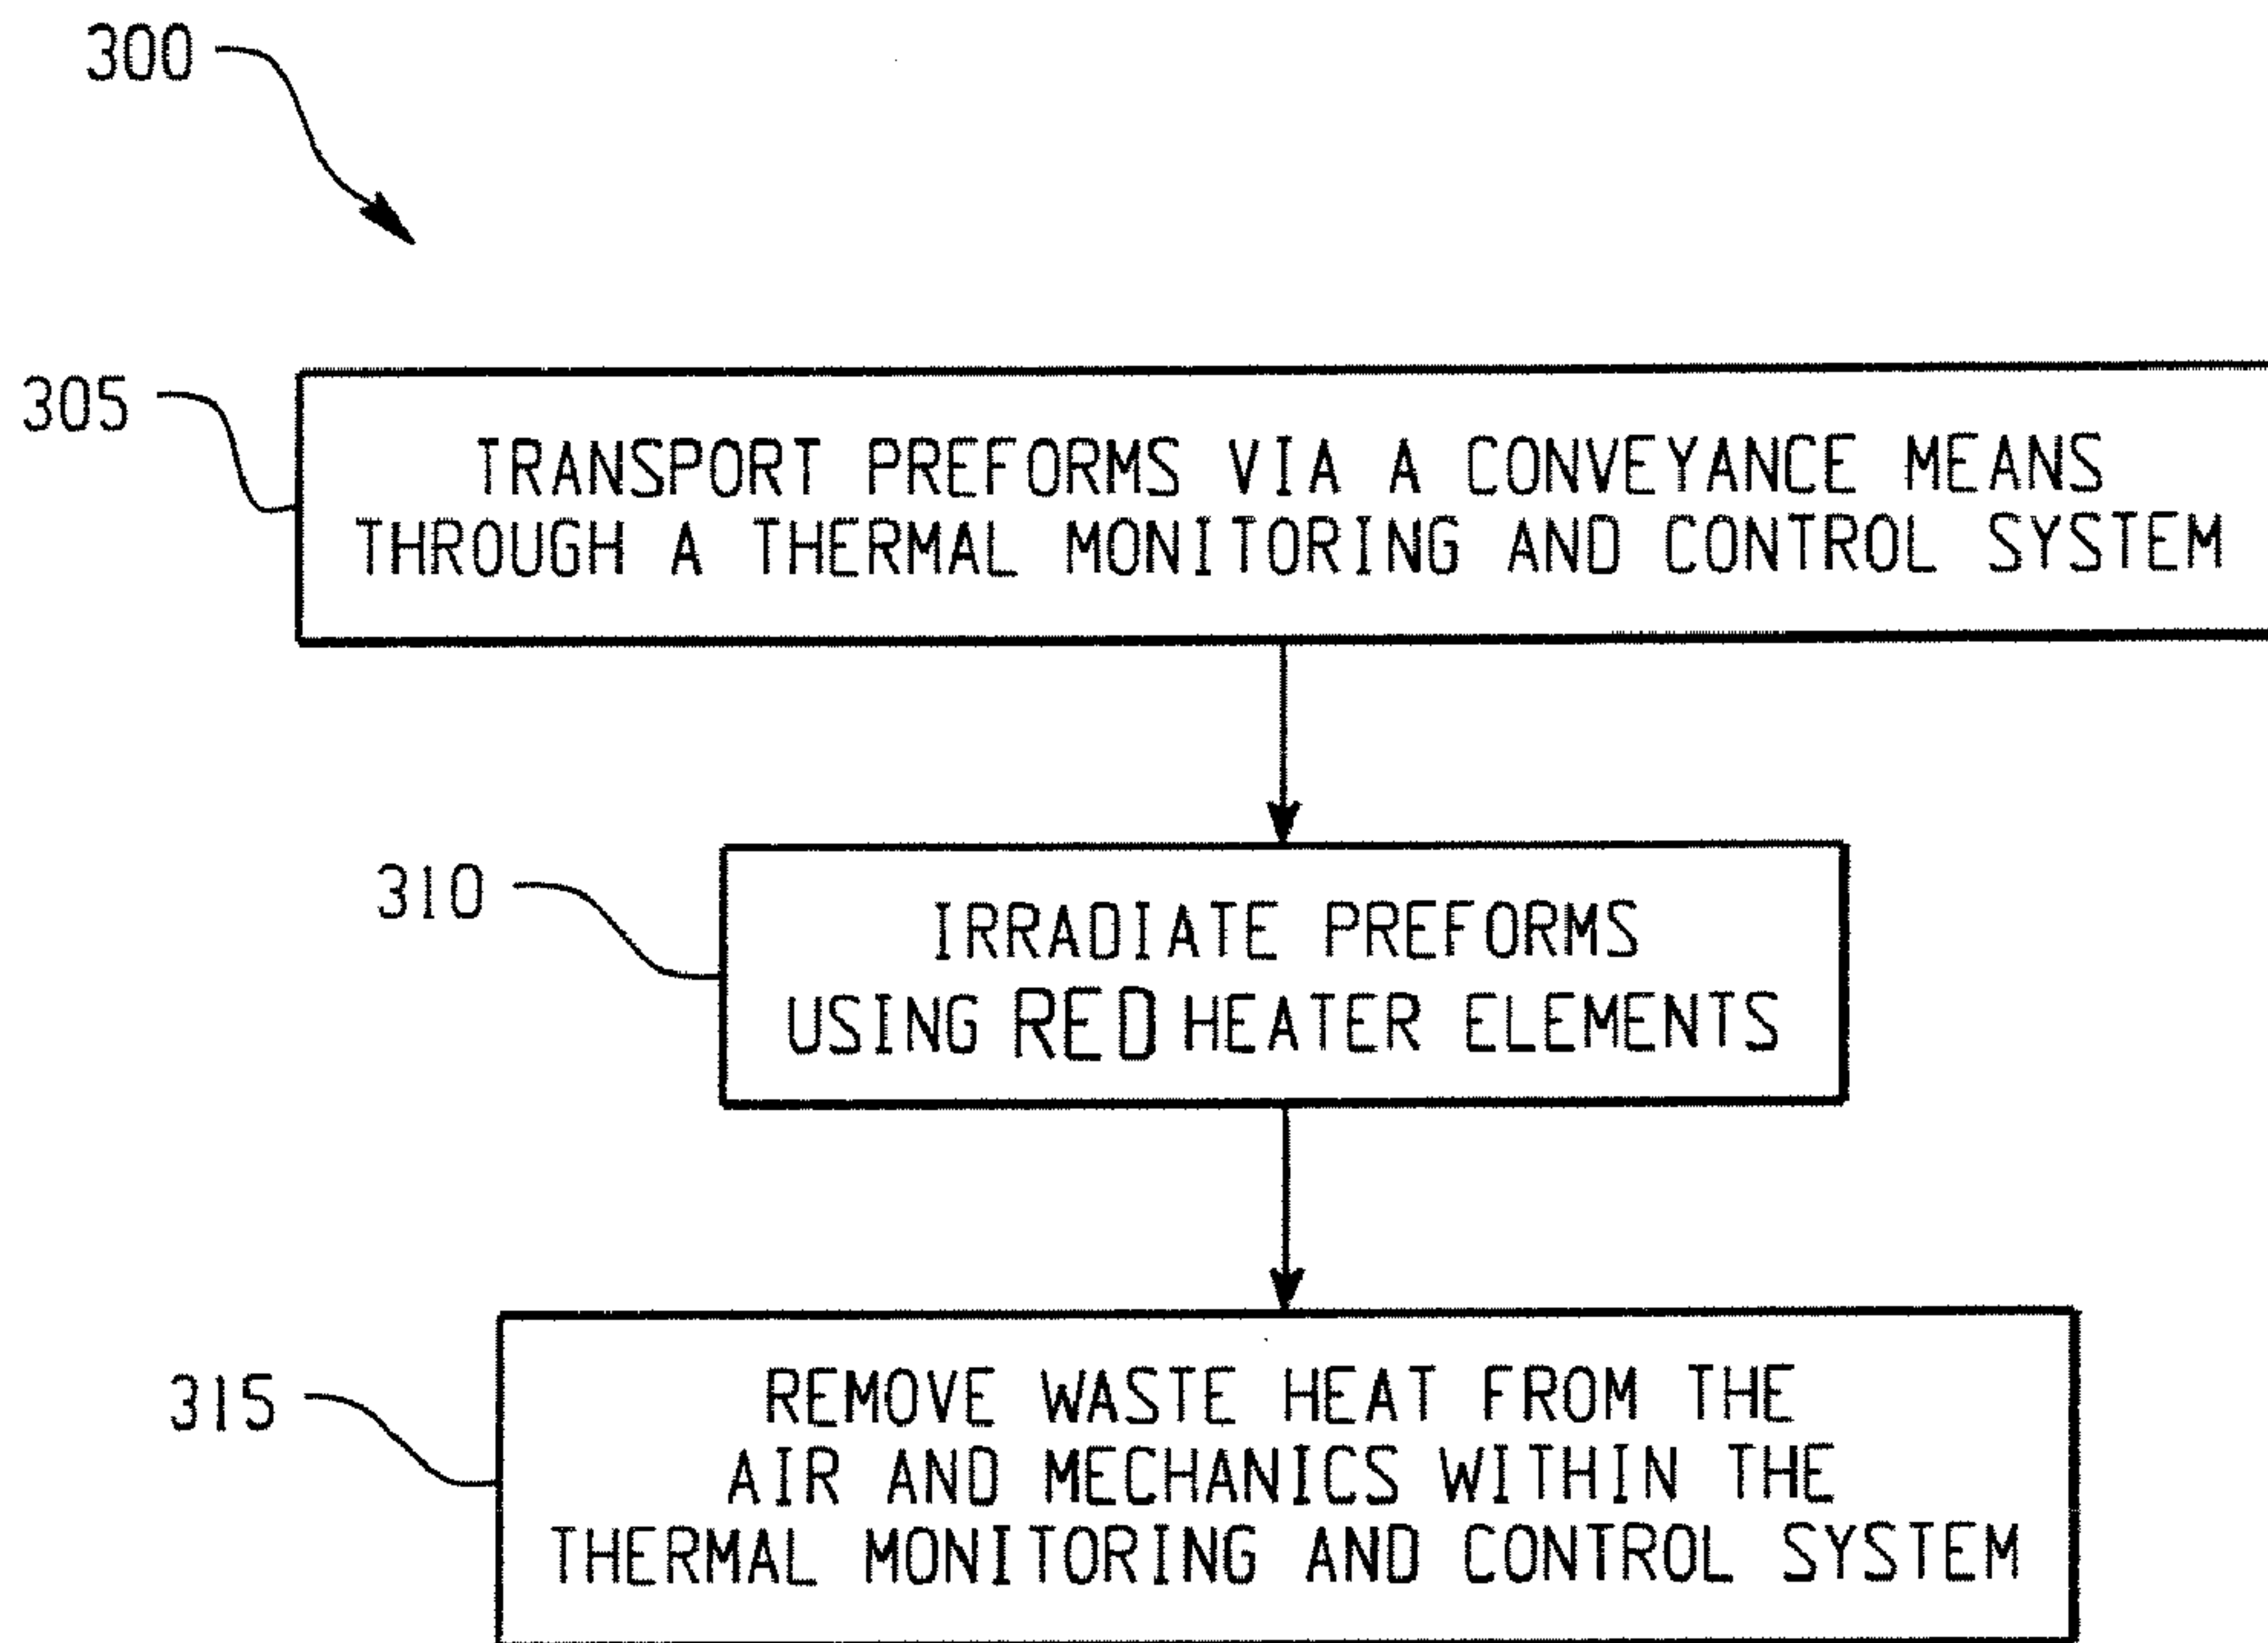 300
305
TRANSPORT PREFORMS VIA A CONVEYANCE MEANS
THROUGH A THERMAL MONITORING AND CONTROL SYSTEM
310
IRRADIATE PREFORMS
USING RED HEATER ELEMENTS
315
REMOVE WASTE HEAT FROM THE
AIR AND MECHANICS WITHIN THE
THERMAL MONITORING AND CONTROL SYSTEM